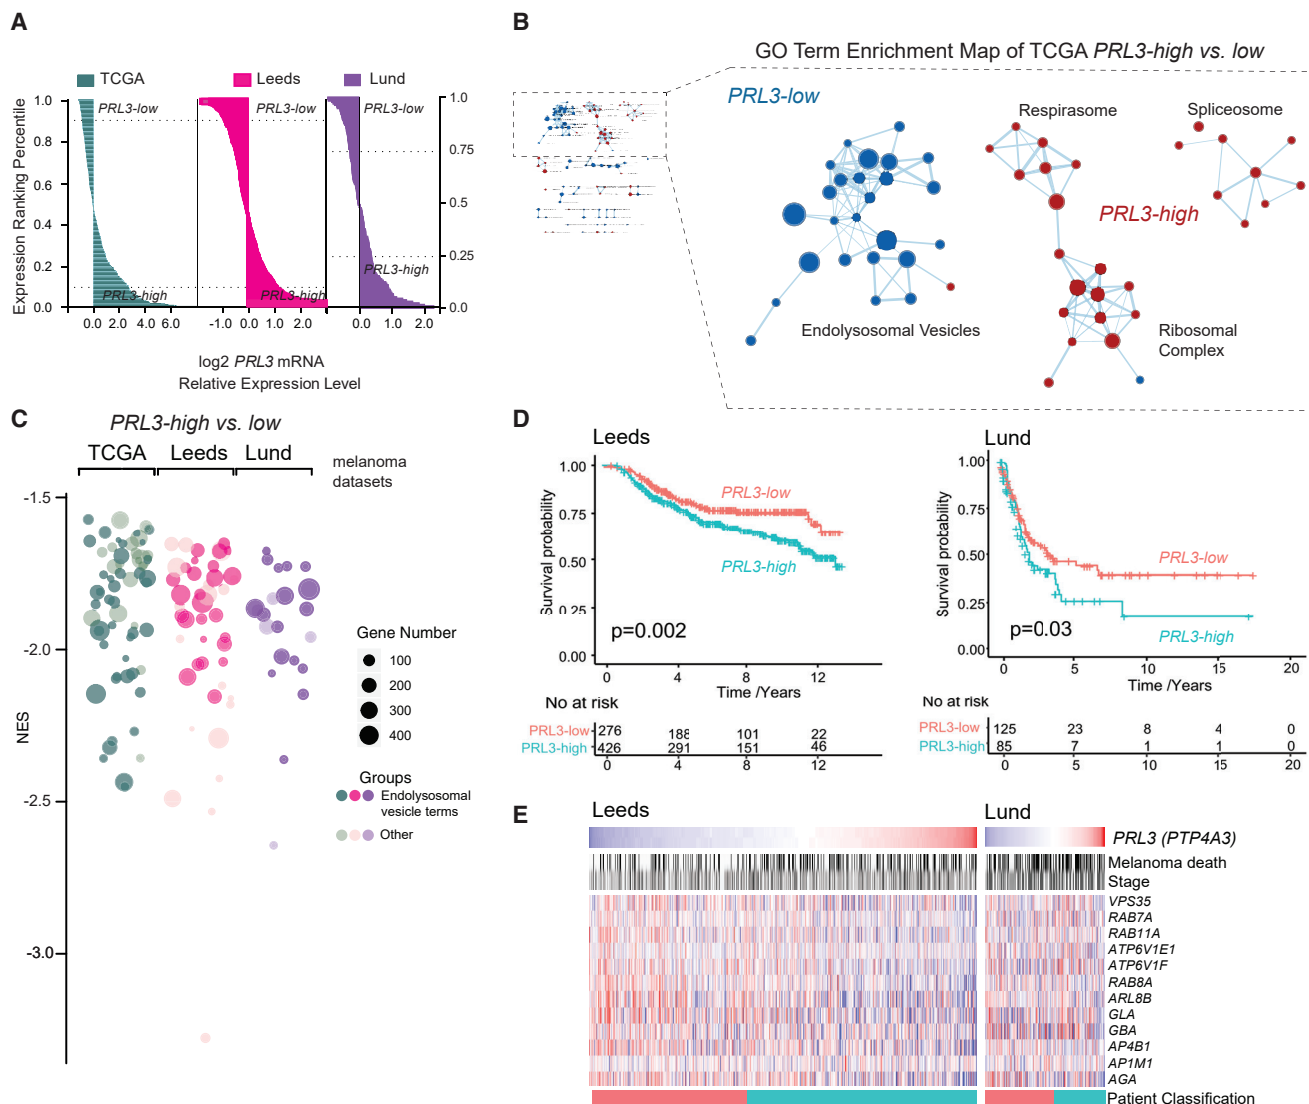 A
TCGA
Leeds
Lund
PRL3-low
PRL3-low
PRL3-low
PRL3-high
PRL3-high
PRL3-high
Expression Ranking Percentile
1.0
0.8
0.6
0.4
0.2
0.0
1.0
0.75
0.5
0.25
0.0
0.0 2.0 4.0 6.0
-1.0 0.0 2.0
0.0 1.0 2.0
log2 PRL3 mRNA
Relative Expression Level
B
GO Term Enrichment Map of TCGA PRL3-high vs. low
PRL3-low
Respirasome
Spliceosome
PRL3-high
Endolysosomal Vesicles
Ribosomal
Complex
C
PRL3-high vs. low
TCGA Leeds Lund
melanoma
datasets
NES
-1.5
-2.0
-2.5
-3.0
Gene Number
100
200
300
400
Groups
Endolysosomal
vesicle terms
Other
D
Leeds
Survival probability
1.00
0.75
0.50
0.25
0.00
PRL3-low
PRL3-high
p=0.002
0 4 8 12
Time /Years
No at risk
PRL3-low 276 188 101 22
PRL3-high 426 291 151 46
0 4 8 12
Lund
Survival probability
1.00
0.75
0.50
0.25
0.00
PRL3-low
PRL3-high
p=0.03
0 5 10 15 20
Time /Years
No at risk
PRL3-low 125 23 8 4 0
PRL3-high 85 7 1 1 0
0 5 10 15 20
E
Leeds
Lund
PRL3 (PTP4A3)
Melanoma death
Stage
VPS35
RAB7A
RAB11A
ATP6V1E1
ATP6V1F
RAB8A
ARL8B
GLA
GBA
AP4B1
AP1M1
AGA
Patient Classification